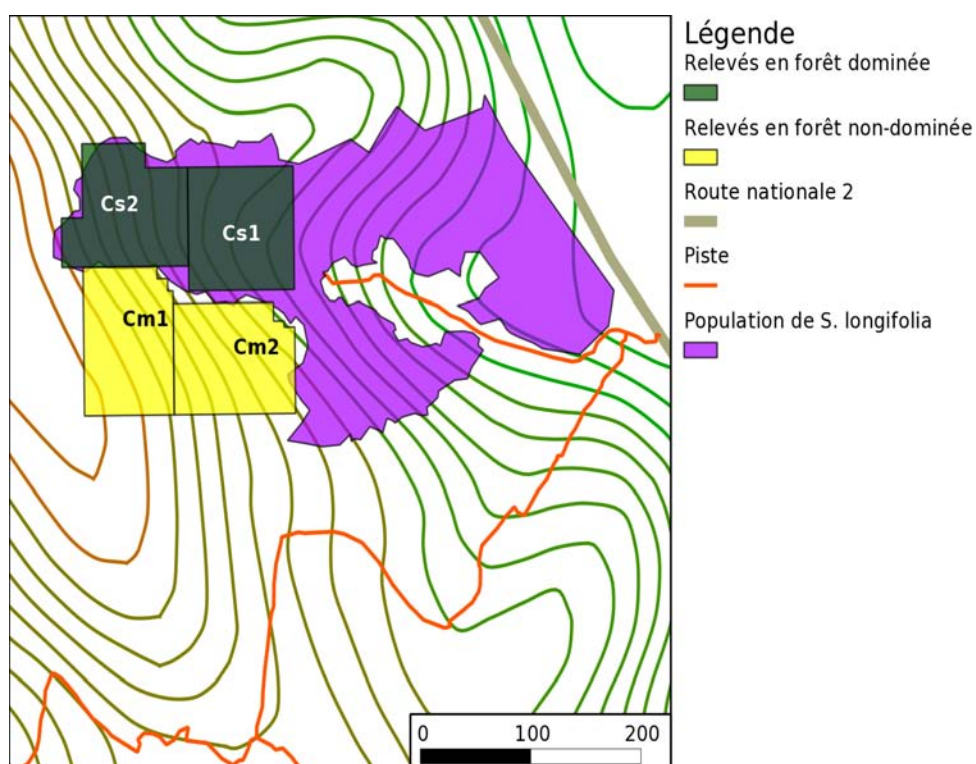 Légende
Relevés en forêt dominée
Relevés en forêt non-dominée
Route nationale 2
Piste
Population de S. longifolia
Cs2
Cs1
Cm1
Cm2
0 100 200